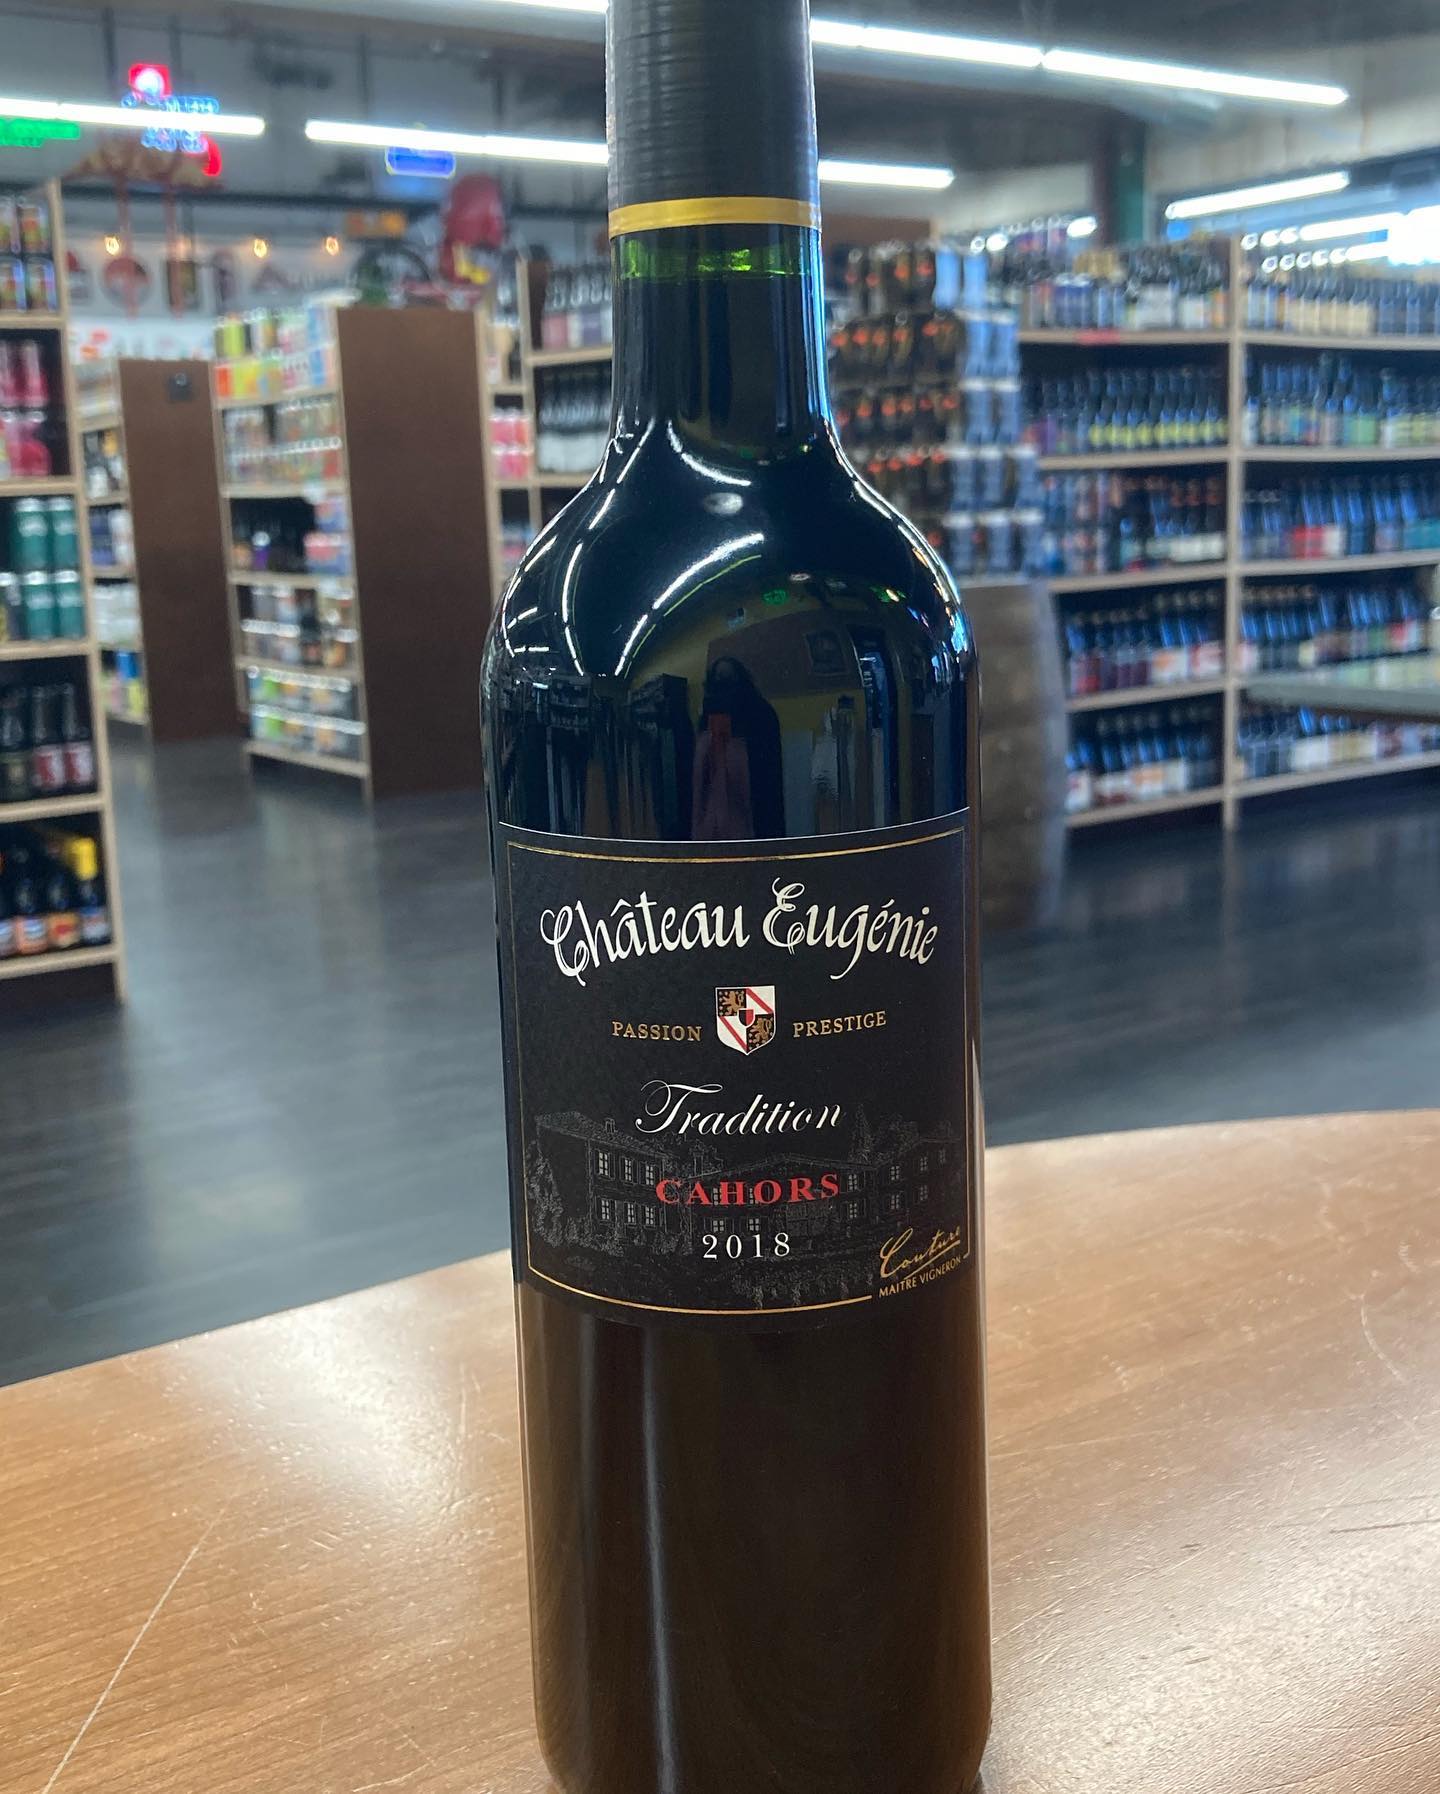 Château Eugénie
PASSION PRESTIGE
Tradition
CAHORS
2018
Couture
MAITRE VIGNERON